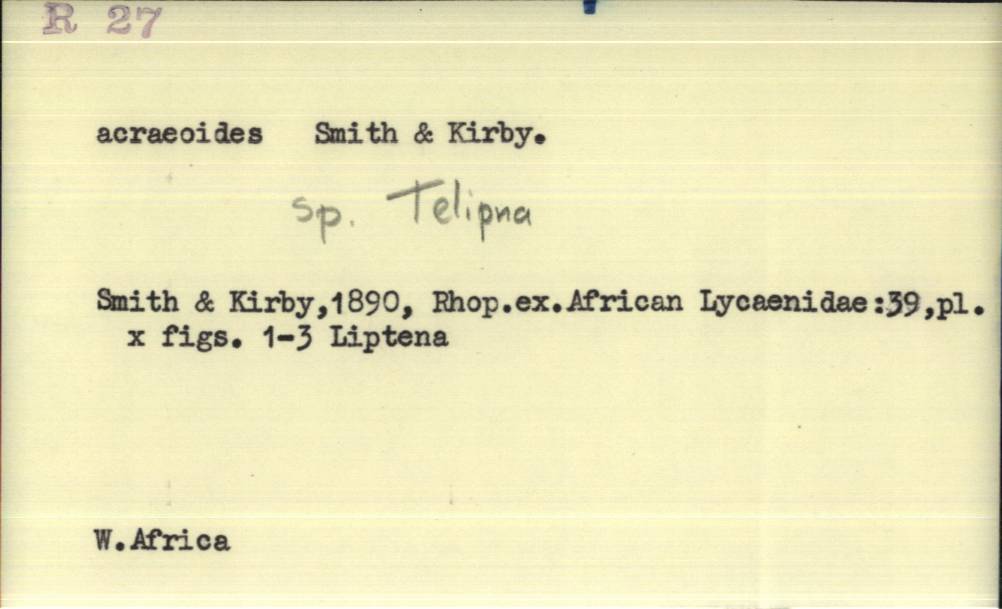 R 27
acraeoides Smith & Kirby.
sp. Telipna
Smith & Kirby,1890, Rhop.ex.African Lycaenidae:39,pl.
x figs. 1-3 Liptena
W.Africa